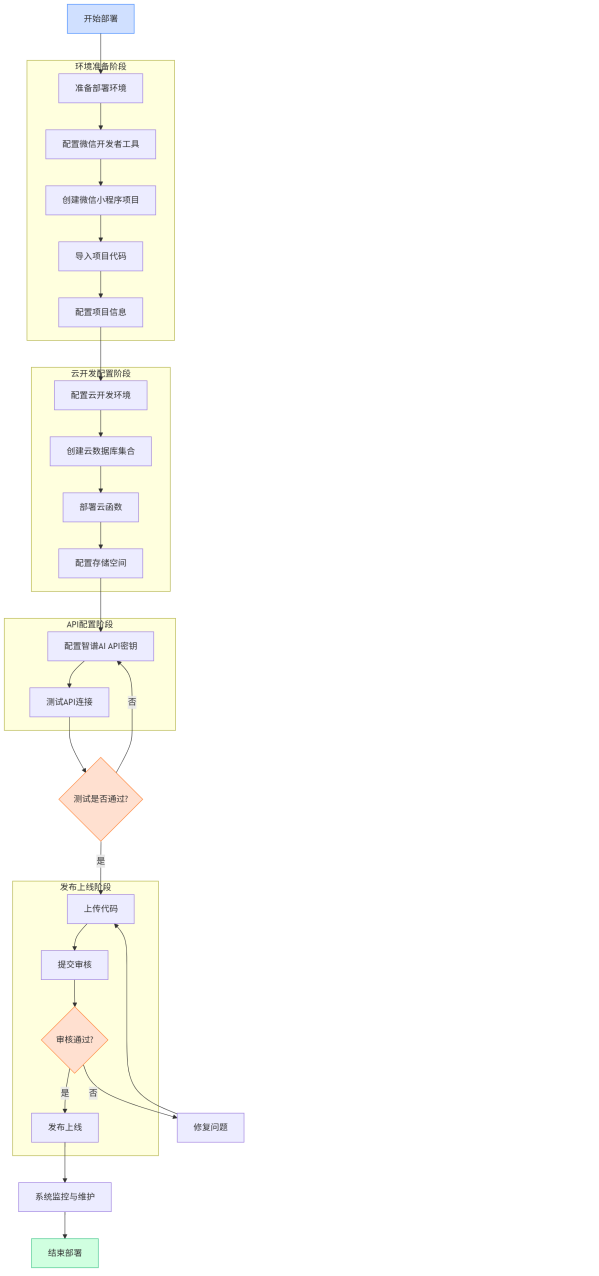 开始部署
环境准备阶段
准备部署环境
配置微信开发者工具
创建微信小程序项目
导入项目代码
配置项目信息
云开发配置阶段
配置云开发环境
创建云数据库集合
部署云函数
配置存储空间
API配置阶段
配置智谱AI API密钥
测试API连接
否
测试是否通过?
是
发布上线阶段
上传代码
提交审核
审核通过?
是
否
发布上线
修复问题
系统监控与维护
结束部署